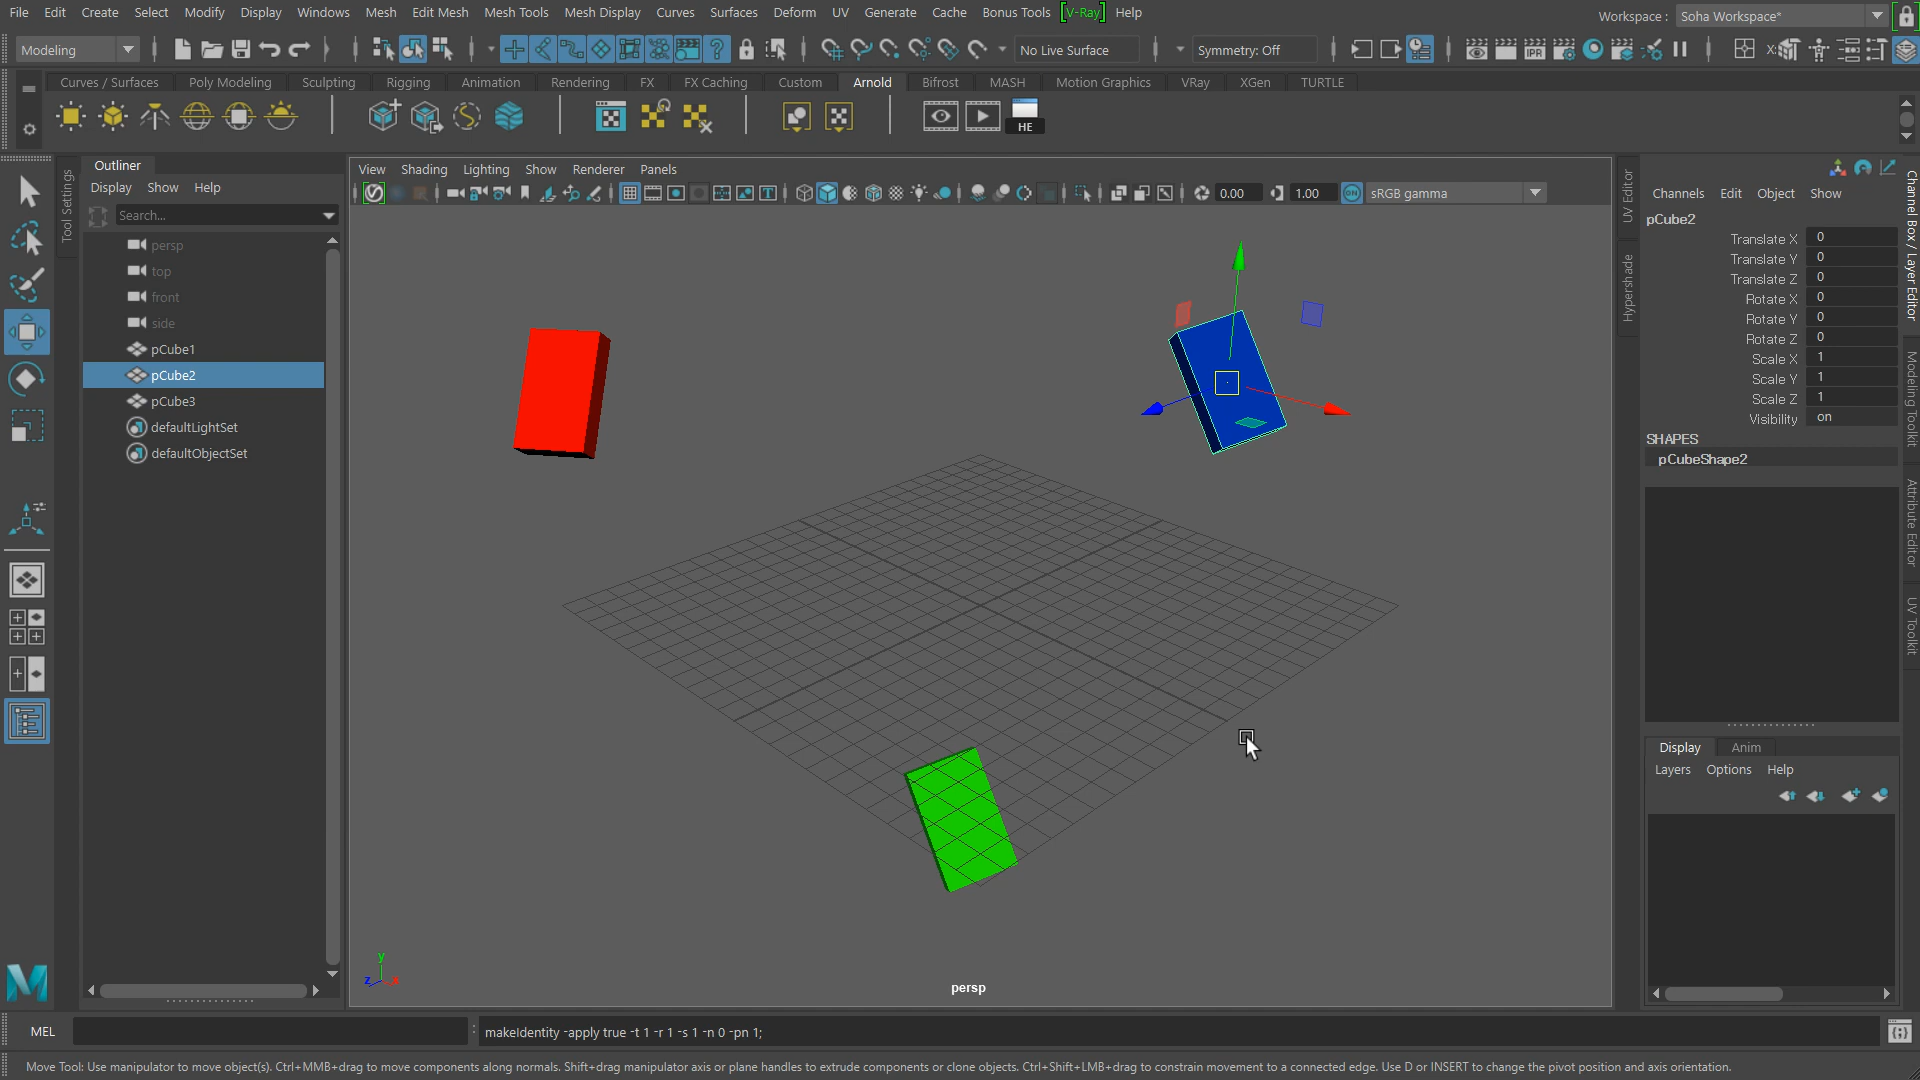 File Edit Create Select Modify Display Windows Mesh Edit Mesh Mesh Tools Mesh Display Curves Surfaces Deform UV Generate Cache Bonus Tools [V-Ray] Help
Workspace : Soha Workspace*
Modeling No Live Surface Symmetry: Off
Curves / Surfaces Poly Modeling Sculpting Rigging Animation Rendering FX FX Caching Custom Arnold Bifrost MASH Motion Graphics VRay XGen TURTLE
HE
Outliner
Display Show Help
Search...
persp
top
front
side
pCube1
pCube2
pCube3
defaultLightSet
defaultObjectSet
Tool Settings
View Shading Lighting Show Renderer Panels
0.00 1.00 ON sRGB gamma
y
z x
persp
UV Editor
Hypershade
Channels Edit Object Show
pCube2
Translate X 0
Translate Y 0
Translate Z 0
Rotate X 0
Rotate Y 0
Rotate Z 0
Scale X 1
Scale Y 1
Scale Z 1
Visibility on
SHAPES
pCubeShape2
Display Anim
Layers Options Help
Channel Box / Layer Editor
Modeling Toolkit
Attribute Editor
UV Toolkit
MEL : makeIdentity -apply true -t 1 -r 1 -s 1 -n 0 -pn 1;
Move Tool: Use manipulator to move object(s). Ctrl+MMB+drag to move components along normals. Shift+drag manipulator axis or plane handles to extrude components or clone objects. Ctrl+Shift+LMB+drag to constrain movement to a connected edge. Use D or INSERT to change the pivot position and axis orientation.